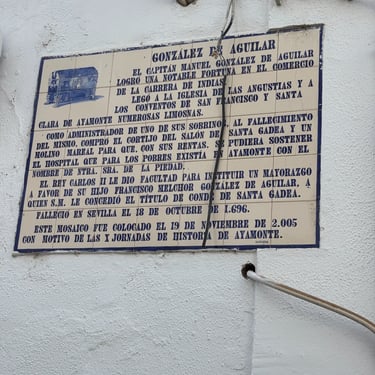 GONZALEZ DE AGUILAR
EL CAPITÁN MANUEL GONZALEZ DE AGUILAR
LOGRÓ UNA NOTABLE FORTUNA EN EL COMERCIO
DE LA CARRERA DE INDIAS,
LEGO A LA IGLESIA DE LAS ANGUSTIAS Y A
LOS CONVENTOS DE SAN FRANCISCO Y SANTA
CLARA DE AYAMONTE NUMEROSAS LIMOSNAS.
COMO ADMINISTRADOR DE UNO DE SUS SOBRINO, AL FALLECIMIENTO
DEL MISMO, COMPRO EL CORTIJO DEL SALON DE SANTA GADEA Y UN
MOLINO MAREAL PARA QUE, CON SUS RENTAS, SE PUDIERA SOSTENER
EL HOSPITAL QUE PARA LOS POBRES EXISTIA EN AYAMONTE CON EL
NOMBRE DE NTRA. SRA. DE LA PIEDAD.
EL REY CARLOS II LE DIO FACULTAD PARA INSTITUIR UN MAYORAZGO
A FAVOR DE SU HIJO FRANCISCO MELCHOR GONZALEZ DE AGUILAR, A
QUIEN S.M. LE CONCEDIÓ EL TÍTULO DE CONDE DE SANTA GADEA.
FALLECIO EN SEVILLA EL 18 DE OCTUBRE DE 1.696.
ESTE MOSAICO FUE COLOCADO EL 19 DE NOVIEMBRE DE 2.005
CON MOTIVO DE LAS X JORNADAS DE HISTORIA DE AYAMONTE.